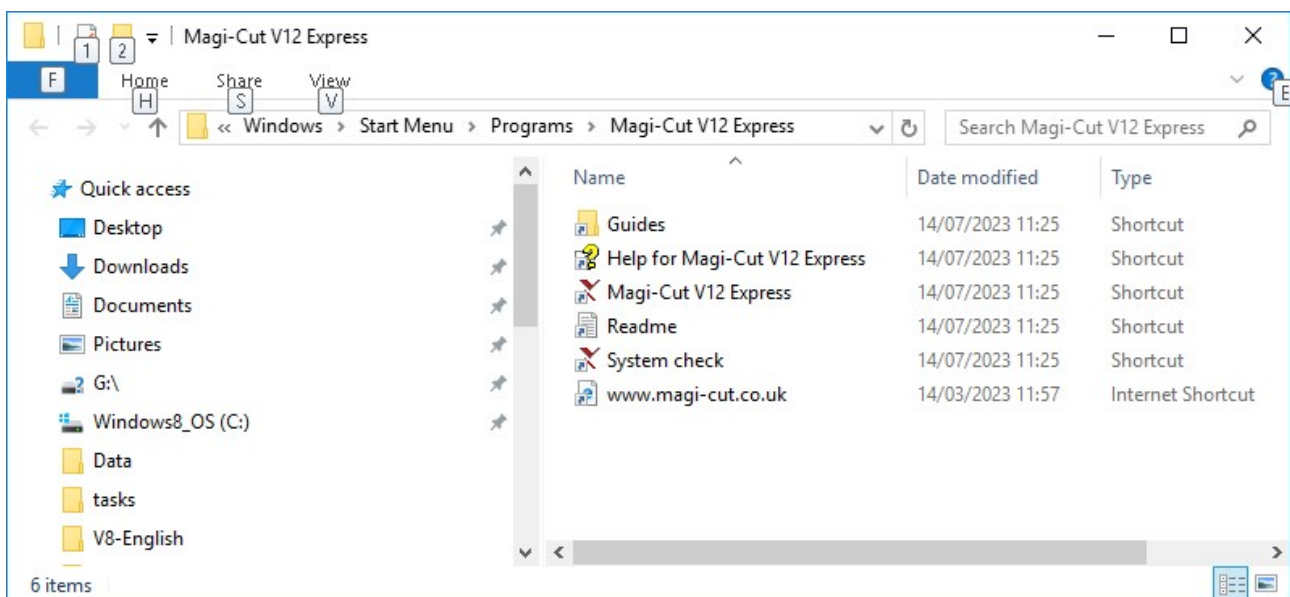 Magi-Cut V12 Express
1 2
F Home Share View ?
H S V E
« Windows > Start Menu > Programs > Magi-Cut V12 Express Search Magi-Cut V12 Express
Quick access
Desktop
Downloads
Documents
Pictures
G:\
Windows8_OS (C:)
Data
tasks
V8-English
Name Date modified Type
Guides 14/07/2023 11:25 Shortcut
Help for Magi-Cut V12 Express 14/07/2023 11:25 Shortcut
Magi-Cut V12 Express 14/07/2023 11:25 Shortcut
Readme 14/07/2023 11:25 Shortcut
System check 14/07/2023 11:25 Shortcut
www.magi-cut.co.uk 14/03/2023 11:57 Internet Shortcut
6 items